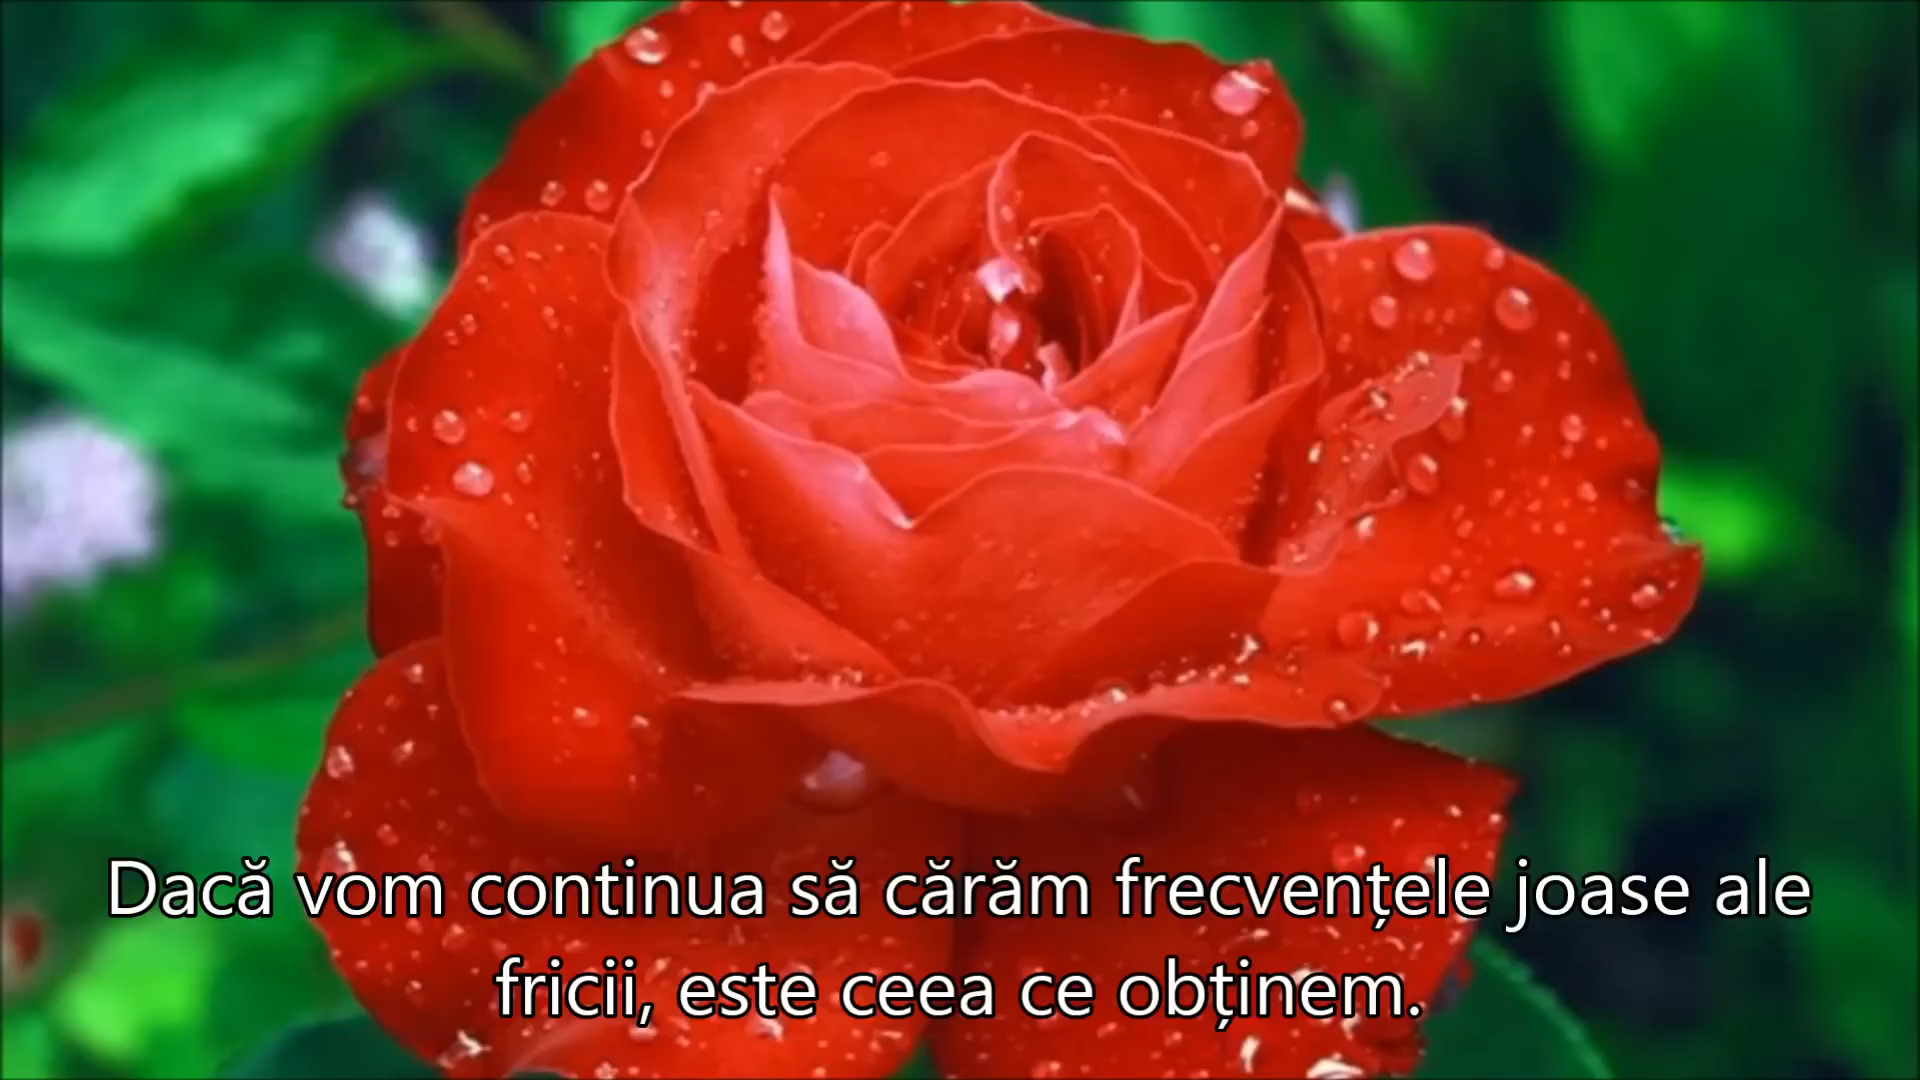 Dacă vom continua să cărăm frecvențele joase ale
fricii, este ceea ce obținem.